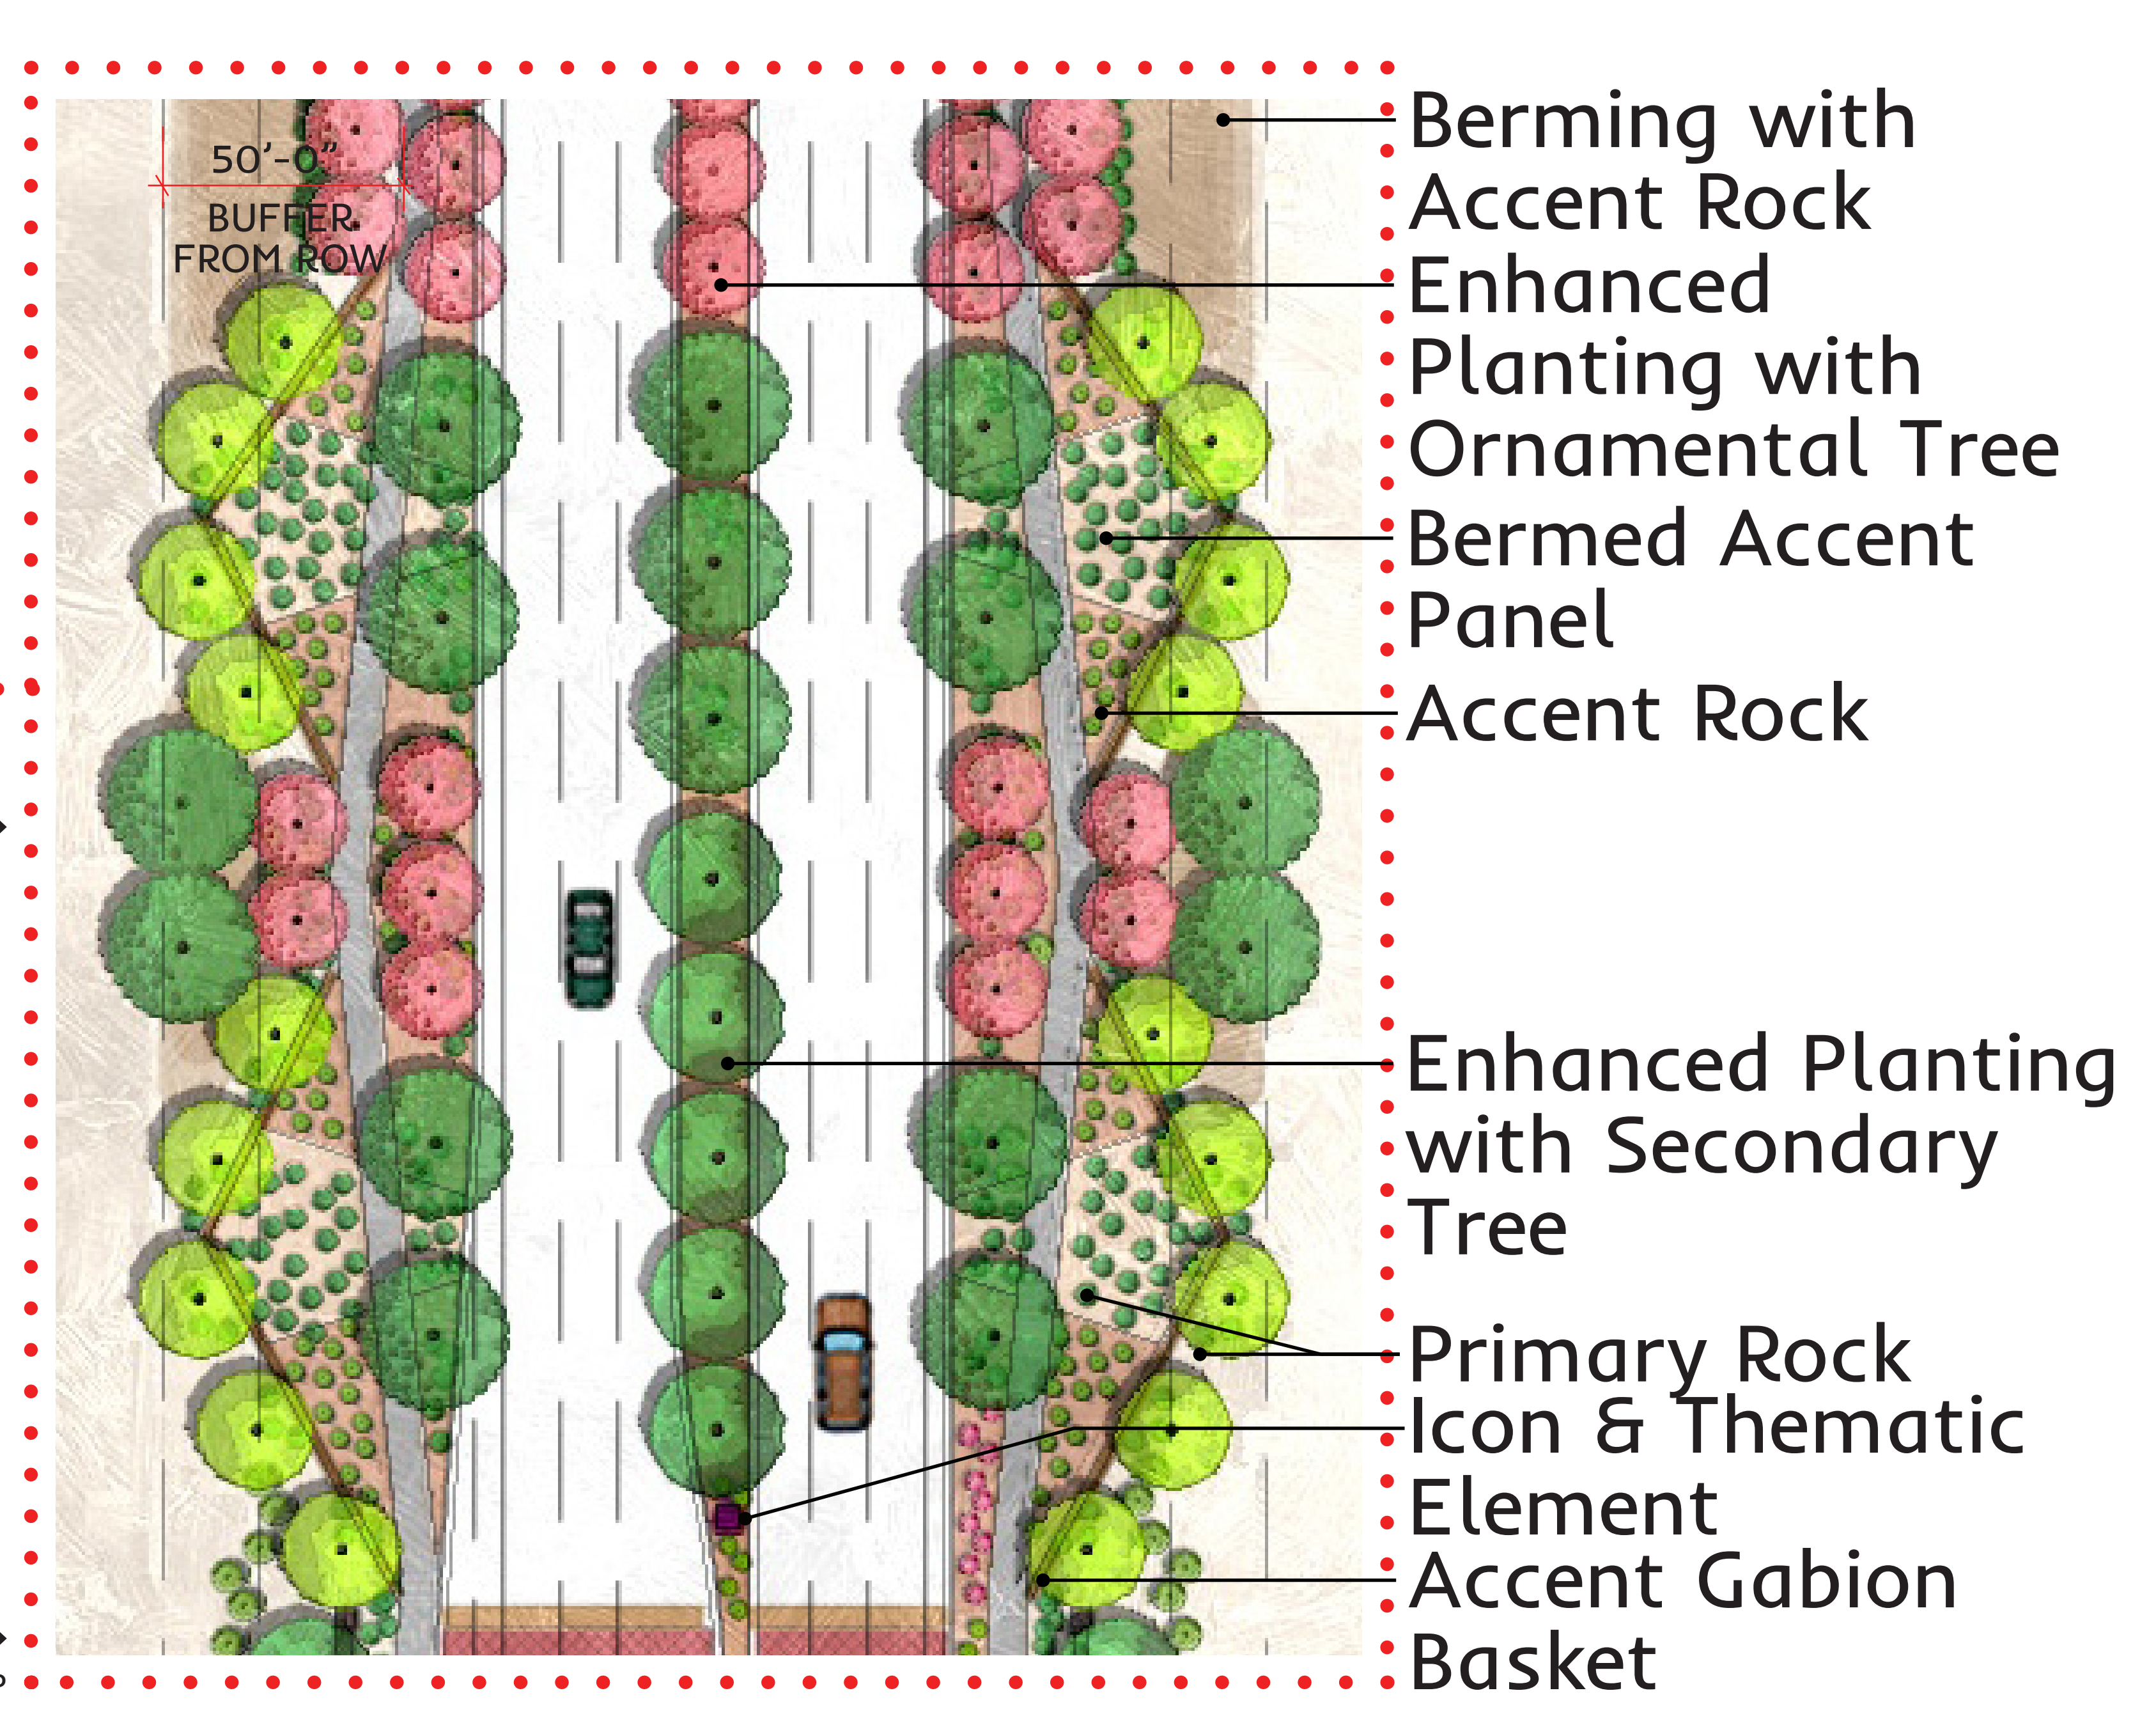 50’-0”
BUFFER
FROM ROW
Berming with
Accent Rock
Enhanced
Planting with
Ornamental Tree
Bermed Accent
Panel
Accent Rock
Enhanced Planting
with Secondary
Tree
Primary Rock
Icon & Thematic
Element
Accent Gabion
Basket